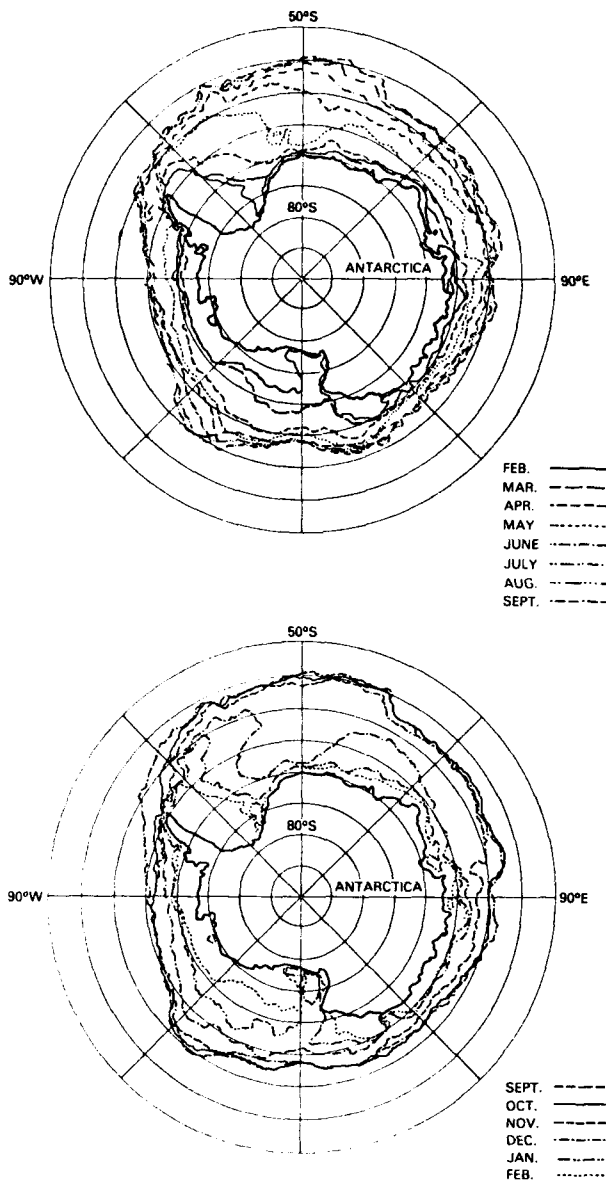 50°S
80°S
ANTARCTICA
90°W
90°E
FEB.
MAR.
APR.
MAY
JUNE
JULY
AUG.
SEPT.
50°S
80°S
ANTARCTICA
90°W
90°E
SEPT.
OCT.
NOV.
DEC.
JAN.
FEB.